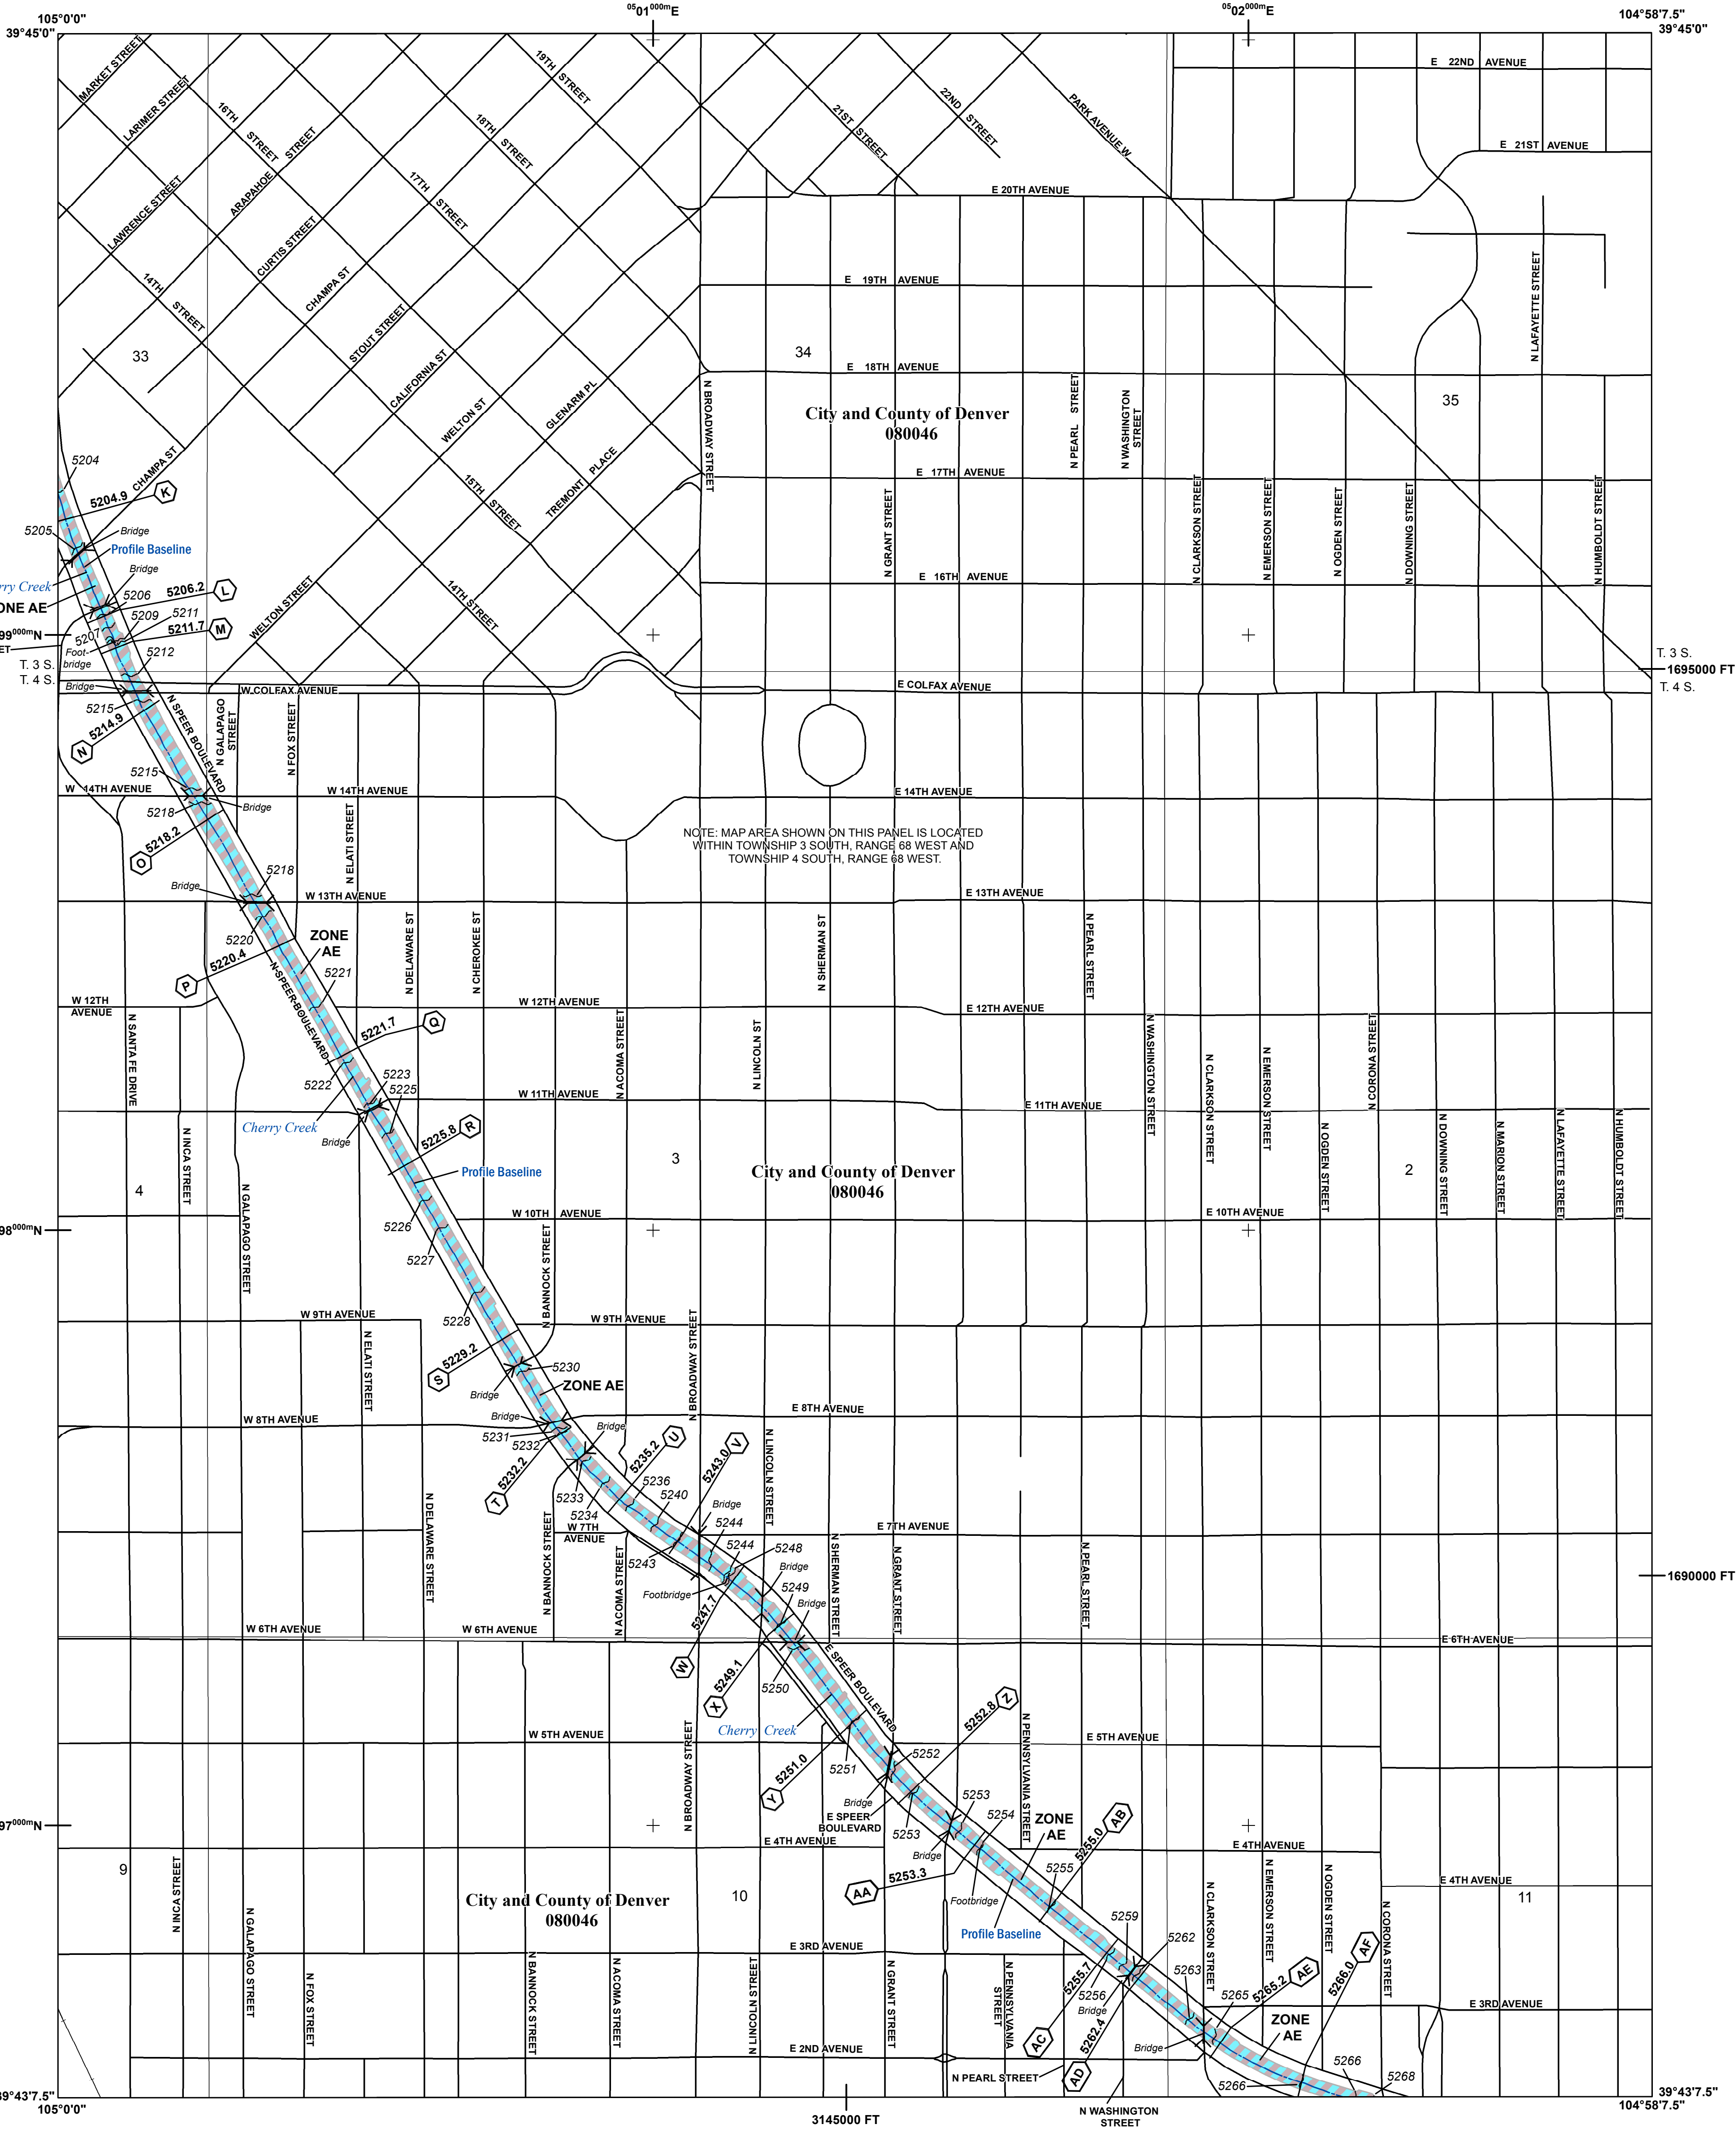 105°0'0"
0501000mE
0502000mE
104°58'7.5"
39°45'0"
39°45'0"
MARKET STREET
LARIMER STREET
16TH STREET
ARAPAHOE STREET
LAWRENCE STREET
CURTIS STREET
CHAMPA ST
14TH STREET
STOUT STREET
CALIFORNIA ST
WELTON ST
GLENARM PL
TREMONT PLACE
15TH STREET
17TH STREET
18TH STREET
19TH STREET
21ST STREET
22ND STREET
PARK AVENUE W
E 22ND AVENUE
E 21ST AVENUE
E 20TH AVENUE
E 19TH AVENUE
E 18TH AVENUE
N LAFAYETTE STREET
33
34
35
City and County of Denver
080046
N BROADWAY STREET
N PEARL STREET
N WASHINGTON
STREET
E 17TH AVENUE
N GRANT STREET
N CLARKSON STREET
N EMERSON STREET
N OGDEN STREET
N DOWNING STREET
N HUMBOLDT STREET
E 16TH AVENUE
CHAMPA ST
5204
5204.9
K
5205
Bridge
Profile Baseline
Bridge
rry Creek
ONE AE
5206
5206.2
L
5207
5209
5211
5211.7
M
99000mN
ET
Foot-
bridge
5212
WELTON STREET
14TH STREET
T. 3 S.
T. 4 S.
T. 3 S.
1695000 FT
T. 4 S.
Bridge
W COLFAX AVENUE
E COLFAX AVENUE
5215
5214.9
N
N SPEER BOULEVARD
N GALAPAGO
STREET
N FOX STREET
5215
W 14TH AVENUE
W 14TH AVENUE
E 14TH AVENUE
5218
Bridge
5218.2
O
N ELATI STREET
NOTE: MAP AREA SHOWN ON THIS PANEL IS LOCATED
WITHIN TOWNSHIP 3 SOUTH, RANGE 68 WEST AND
TOWNSHIP 4 SOUTH, RANGE 68 WEST.
5218
Bridge
W 13TH AVENUE
E 13TH AVENUE
5220
5220.4
P
ZONE
AE
5221
N SPEER BOULEVARD
N DELAWARE ST
N CHEROKEE ST
N SHERMAN ST
N PEARL STREET
W 12TH
AVENUE
W 12TH AVENUE
E 12TH AVENUE
N SANTA FE DRIVE
5221.7
Q
5222
5223
5225
N ACOMA STREET
N LINCOLN ST
N WASHINGTON STREET
N CLARKSON STREET
N EMERSON STREET
N CORONA STREET
W 11TH AVENUE
E 11TH AVENUE
Cherry Creek
Bridge
5225.8
R
N INCA STREET
N OGDEN STREET
N DOWNING STREET
N MARION STREET
N LAFAYETTE STREET
N HUMBOLDT STREET
3
City and County of Denver
080046
2
4
Profile Baseline
N GALAPAGO STREET
W 10TH AVENUE
E 10TH AVENUE
5226
98000mN
5227
N BANNOCK STREET
W 9TH AVENUE
W 9TH AVENUE
5228
N ELATI STREET
5229.2
S
5230
Bridge
ZONE AE
N BROADWAY STREET
W 8TH AVENUE
E 8TH AVENUE
Bridge
5231
5232
Bridge
5232.2
T
5235.2
U
5243.0
V
N LINCOLN STREET
5233
5234
5236
5240
Bridge
5244
N DELAWARE STREET
N BANNOCK STREET
W 7TH
AVENUE
N ACOMA STREET
E 7TH AVENUE
5243
5244
5248
Bridge
N SHERMAN STREET
N GRANT STREET
N PEARL STREET
Footbridge
5249
1690000 FT
5247.7
W
Bridge
W 6TH AVENUE
W 6TH AVENUE
E 6TH AVENUE
E SPEER BOULEVARD
5249.1
X
5250
Cherry Creek
W 5TH AVENUE
E 5TH AVENUE
N BROADWAY STREET
5252.8
Z
N PENNSYLVANIA STREET
5251.0
Y
5251
5252
Bridge
E SPEER
BOULEVARD
5253
5253
5254
ZONE
AE
5255.0
AB
97000mN
E 4TH AVENUE
E 4TH AVENUE
E 4TH AVENUE
Bridge
9
10
11
5253.3
AA
5255
Footbridge
Profile Baseline
N INCA STREET
N GALAPAGO STREET
City and County of Denver
080046
N CLARKSON STREET
N EMERSON STREET
N OGDEN STREET
N CORONA STREET
5259
5262
5266.0
AF
E 3RD AVENUE
5263
5265
5265.2
AE
E 3RD AVENUE
N FOX STREET
N BANNOCK STREET
N ACOMA STREET
N LINCOLN STREET
N GRANT STREET
N PENNSYLVANIA
STREET
5255.7
AC
5256
Bridge
5262.4
AD
Bridge
ZONE
AE
E 2ND AVENUE
N PEARL STREET
5266
5266
5268
39°43'7.5"
39°43'7.5"
105°0'0"
3145000 FT
N WASHINGTON
STREET
104°58'7.5"